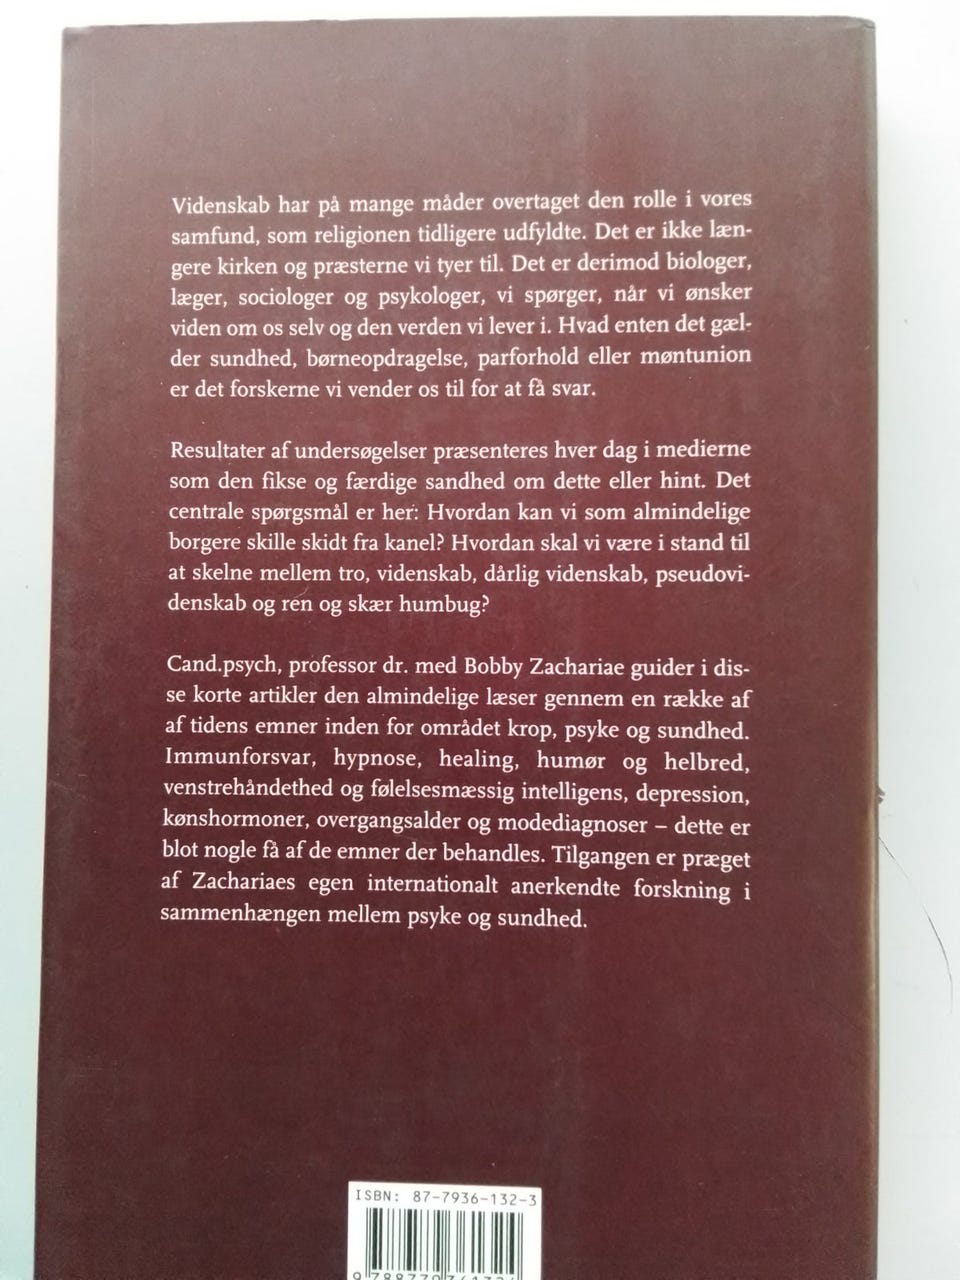 Videnskab har på mange måder overtaget den rolle i vores
samfund, som religionen tidligere udfyldte. Det er ikke læn-
gere kirken og præsterne vi tyer til. Det er derimod biologer,
læger, sociologer og psykologer, vi spørger, når vi ønsker
viden om os selv og den verden vi lever i. Hvad enten det gæl-
der sundhed, børneopdragelse, parforhold eller møntunion
er det forskerne vi vender os til for at få svar.
Resultater af undersøgelser præsenteres hver dag i medierne
som den fikse og færdige sandhed om dette eller hint. Det
centrale spørgsmål er her: Hvordan kan vi som almindelige
borgere skille skidt fra kanel? Hvordan skal vi være i stand til
at skelne mellem tro, videnskab, dårlig videnskab, pseudovi-
denskab og ren og skær humbug?
Cand.psych, professor dr. med Bobby Zachariae guider i dis-
se korte artikler den almindelige læser gennem en række af
af tidens emner inden for området krop, psyke og sundhed.
Immunforsvar, hypnose, healing, humør og helbred,
venstrehåndethed og følelsesmæssig intelligens, depression,
kønshormoner, overgangsalder og modediagnoser – dette er
blot nogle få af de emner der behandles. Tilgangen er præget
af Zachariaes egen internationalt anerkendte forskning i
sammenhængen mellem psyke og sundhed.
ISBN: 87-7936-132-3